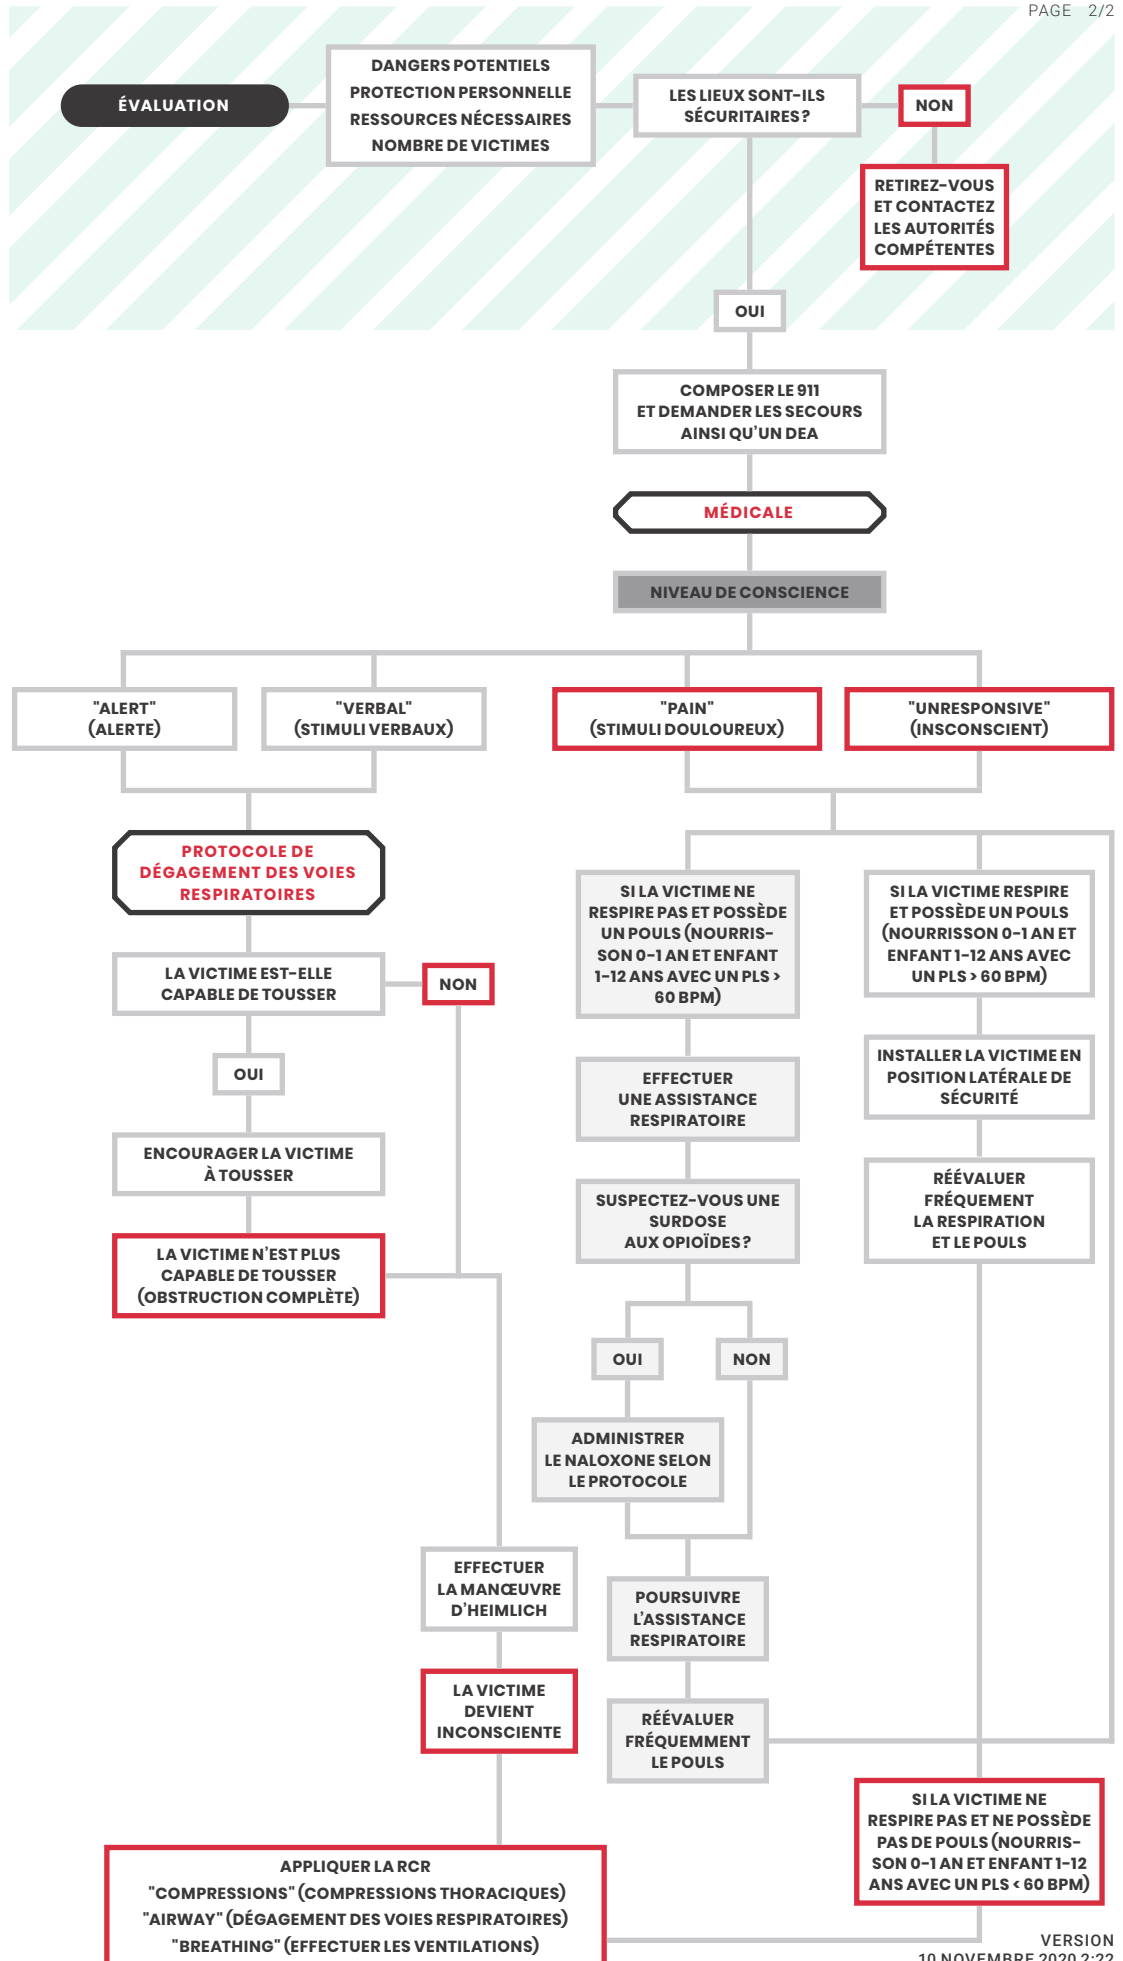 PAGE 2/2
ÉVALUATION
DANGERS POTENTIELS
PROTECTION PERSONNELLE
RESSOURCES NÉCESSAIRES
NOMBRE DE VICTIMES
LES LIEUX SONT-ILS
SÉCURITAIRES ?
NON
RETIREZ-VOUS
ET CONTACTEZ
LES AUTORITÉS
COMPÉTENTES
OUI
COMPOSER LE 911
ET DEMANDER LES SECOURS
AINSI QU'UN DEA
MÉDICALE
NIVEAU DE CONSCIENCE
"ALERT"
(ALERTE)
"VERBAL"
(STIMULI VERBAUX)
"PAIN"
(STIMULI DOULOUREUX)
"UNRESPONSIVE"
(INSCONSCIENT)
PROTOCOLE DE
DÉGAGEMENT DES VOIES
RESPIRATOIRES
LA VICTIME EST-ELLE
CAPABLE DE TOUSSER
NON
OUI
ENCOURAGER LA VICTIME
À TOUSSER
LA VICTIME N'EST PLUS
CAPABLE DE TOUSSER
(OBSTRUCTION COMPLÈTE)
EFFECTUER
LA MANŒUVRE
D'HEIMLICH
LA VICTIME
DEVIENT
INCONSCIENTE
SI LA VICTIME NE
RESPIRE PAS ET POSSÈDE
UN POULS (NOURRIS-
SON 0-1 AN ET ENFANT
1-12 ANS AVEC UN PLS >
60 BPM)
EFFECTUER
UNE ASSISTANCE
RESPIRATOIRE
SUSPECTEZ-VOUS UNE
SURDOSE
AUX OPIOÏDES ?
OUI
NON
ADMINISTRER
LE NALOXONE SELON
LE PROTOCOLE
POURSUIVRE
L'ASSISTANCE
RESPIRATOIRE
RÉÉVALUER
FRÉQUEMMENT
LE POULS
SI LA VICTIME RESPIRE
ET POSSÈDE UN POULS
(NOURRISSON 0-1 AN ET
ENFANT 1-12 ANS AVEC
UN PLS > 60 BPM)
INSTALLER LA VICTIME EN
POSITION LATÉRALE DE
SÉCURITÉ
RÉÉVALUER
FRÉQUEMENT
LA RESPIRATION
ET LE POULS
SI LA VICTIME NE
RESPIRE PAS ET NE POSSÈDE
PAS DE POULS (NOURRIS-
SON 0-1 AN ET ENFANT 1-12
ANS AVEC UN PLS < 60 BPM)
APPLIQUER LA RCR
"COMPRESSIONS" (COMPRESSIONS THORACIQUES)
"AIRWAY" (DÉGAGEMENT DES VOIES RESPIRATOIRES)
"BREATHING" (EFFECTUER LES VENTILATIONS)
VERSION
10 NOVEMBRE 2020 2:22